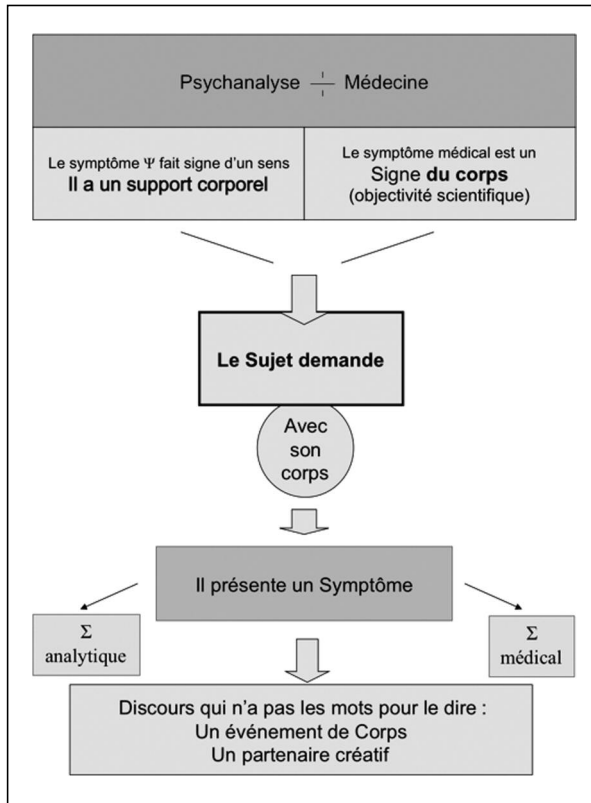 Psychanalyse Médecine
Le symptôme Ψ fait signe d'un sens
Il a un support corporel
Le symptôme médical est un
Signe du corps
(objectivité scientifique)
Le Sujet demande
Avec
son
corps
Il présente un Symptôme
Σ
analytique
Σ
médical
Discours qui n'a pas les mots pour le dire :
Un événement de Corps
Un partenaire créatif